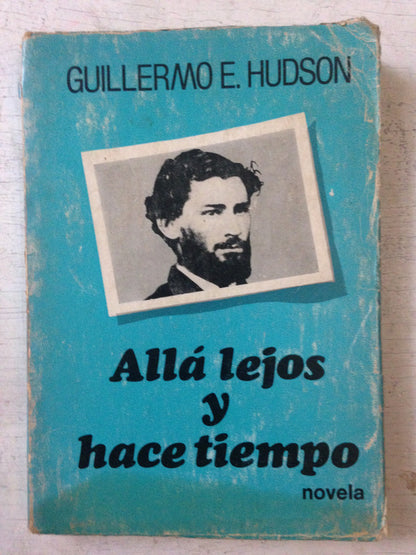 GUILLERMO E. HUDSON
Allá lejos
y
hace tiempo
novela